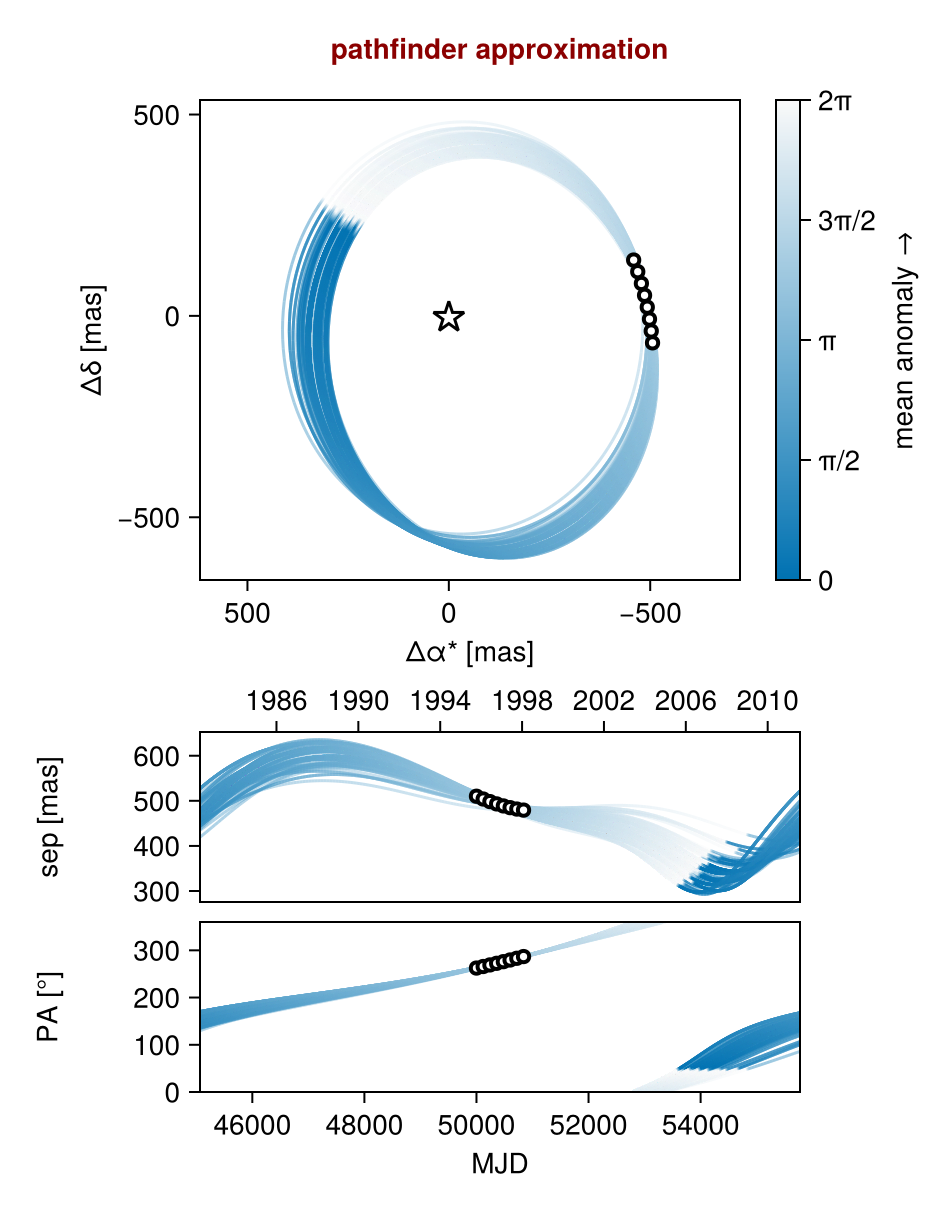 pathfinder approximation
500
0
−500
Δδ [mas]
500
0
−500
Δα* [mas]
2π
3π/2
π
π/2
0
mean anomaly →
1986 1990 1994 1998 2002 2006 2010
600
500
400
300
sep [mas]
300
200
100
0
PA [°]
46000 48000 50000 52000 54000
MJD